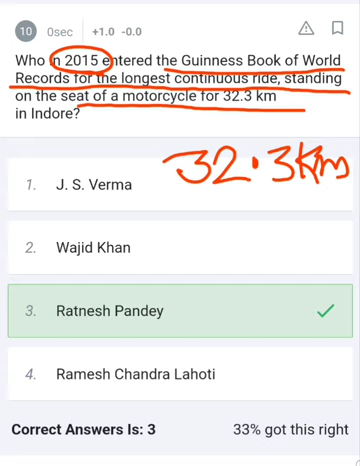 10 0sec +1.0 -0.0
Who in 2015 entered the Guinness Book of World
Records for the longest continuous ride, standing
on the seat of a motorcycle for 32.3 km
in Indore?
32.3km
1. J. S. Verma
2. Wajid Khan
3. Ratnesh Pandey
4. Ramesh Chandra Lahoti
Correct Answers Is: 3 33% got this right